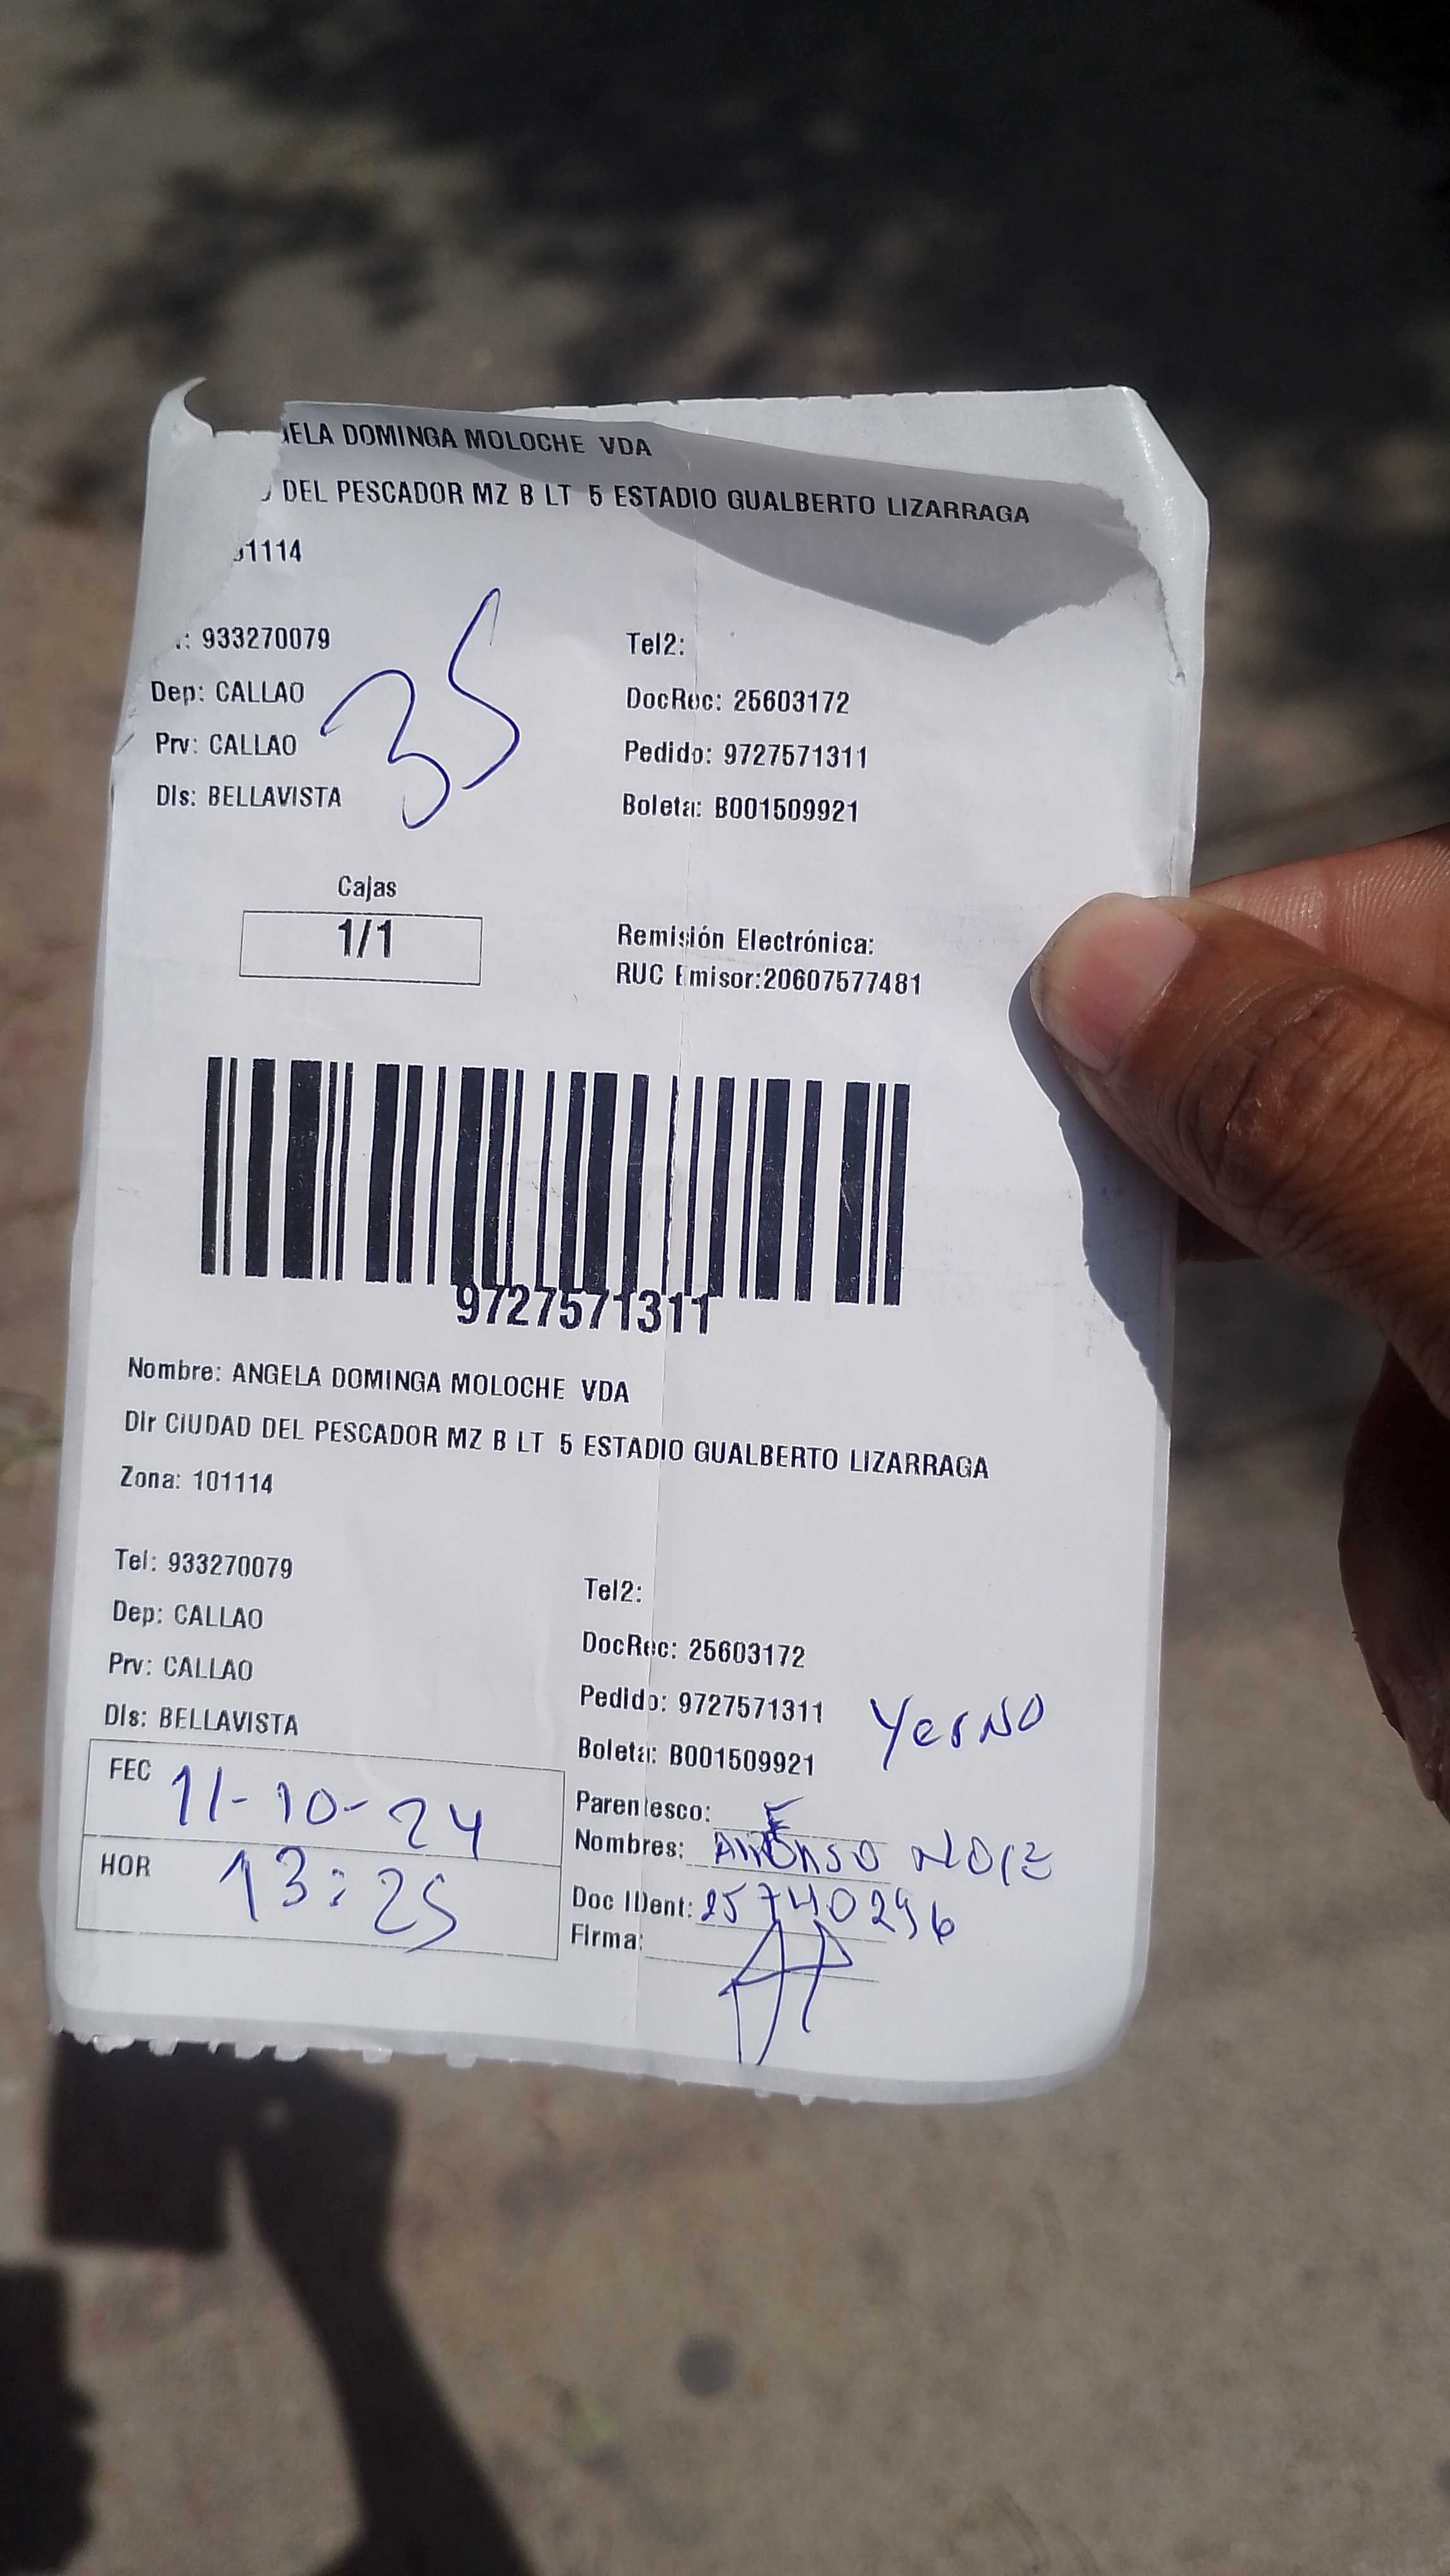 ELA DOMINGA MOLOCHE VDA
DEL PESCADOR MZ B LT 5 ESTADIO GUALBERTO LIZARRAGA
1114
: 933270079
Tel2:
Dep: CALLAO
DocRec: 25603172
Prv: CALLAO
Pedido: 9727571311
DIs: BELLAVISTA
Boleta: B001509921
35
Cajas
1/1
Remisión Electrónica:
RUC Emisor:20607577481
9727571311
Nombre: ANGELA DOMINGA MOLOCHE VDA
Dir CIUDAD DEL PESCADOR MZ B LT 5 ESTADIO GUALBERTO LIZARRAGA
Zona: 101114
Tel: 933270079
Tel2:
Dep: CALLAO
DocRec: 25603172
Prv: CALLAO
Pedido: 9727571311
DIs: BELLAVISTA
Boleta: B001509921
Yerno
FEC 11-10-24
Parentesco:
Nombres: Alfonso
HOR 13:25
Doc IDent: 25740296
Firma: